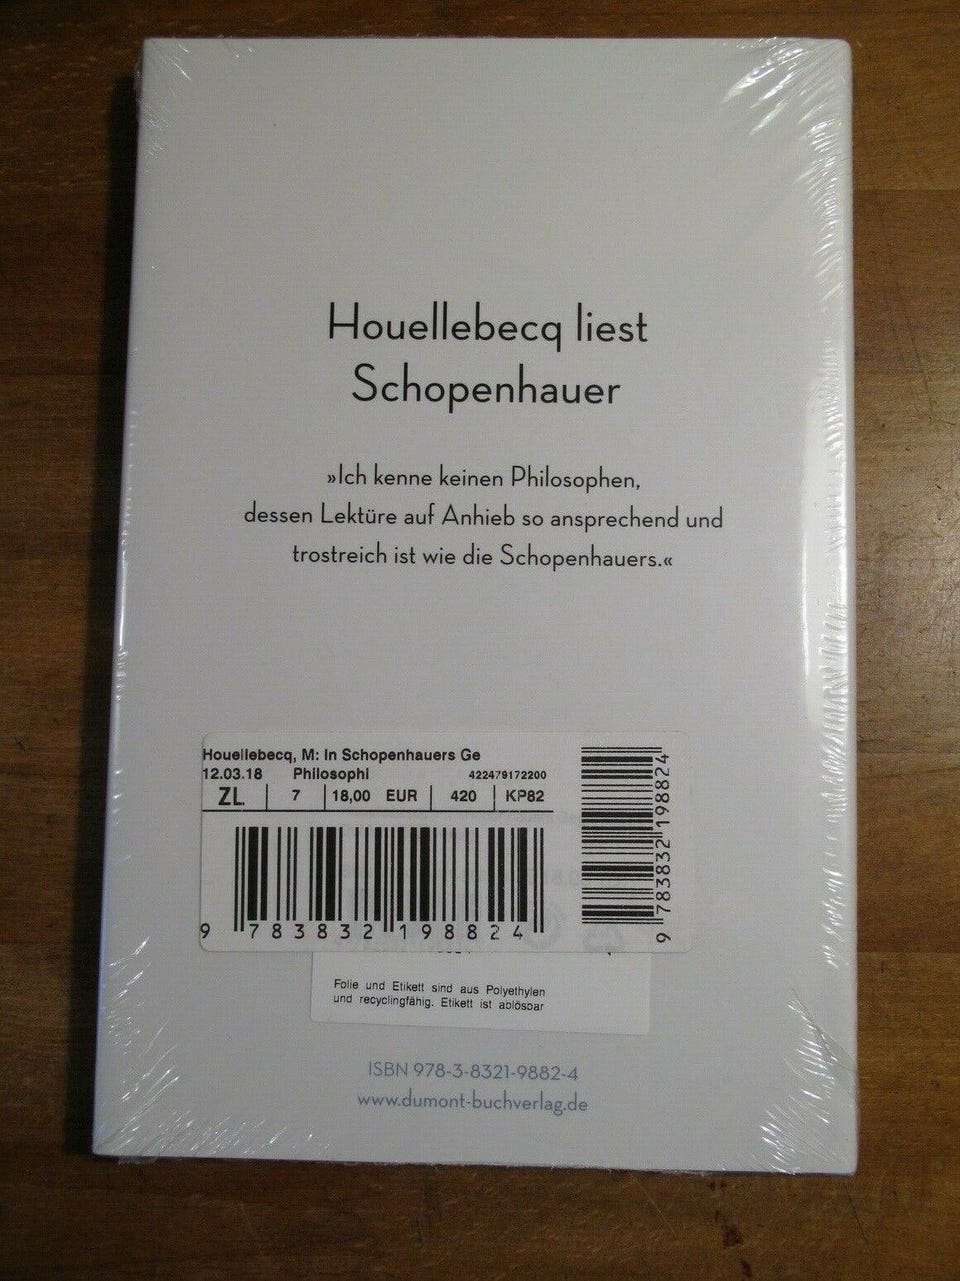 Houellebecq liest
Schopenhauer
»Ich kenne keinen Philosophen,
dessen Lektüre auf Anhieb so ansprechend und
trostreich ist wie die Schopenhauers.«
Houellebecq, M: In Schopenhauers Ge
12.03.18 Philosophi 422479172200
ZL 7 18,00 EUR 420 KP82
9 783832 198824
9 783832 198824
Folie und Etikett sind aus Polyethylen
und recyclingfähig. Etikett ist ablösbar
ISBN 978-3-8321-9882-4
www.dumont-buchverlag.de